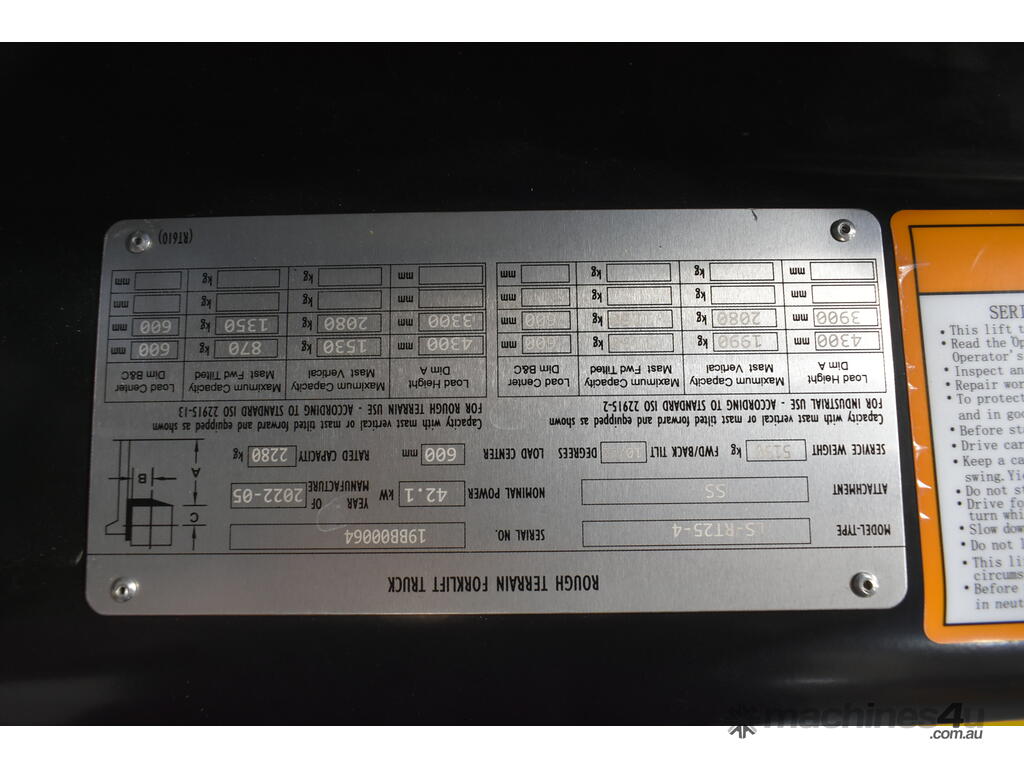 ROUGH TERRAIN FORKLIFT TRUCK
MODEL-TYPE LS-RT25-4 SERIAL NO. 19BB00064
ATTACHMENT SS NOMINAL POWER 42.1 kW YEAR OF MANUFACTURE 2022-05
SERVICE WEIGHT kg FWD/BACK TILT DEGREES LOAD CENTER 600 mm RATED CAPACITY 2280 kg
C
B
A
Capacity with mast vertical or mast tilted and forward and equipped as shown
FOR INDUSTRIAL USE - ACCORDING TO STANDARD ISO 22915-2
Load Height Dim A Maximum Capacity Mast Vertical Maximum Capacity Mast Fwd Tilted Load Center Dim B&C
4300 mm 1990 kg kg 600 mm
3900 mm 2080 kg kg 600 mm
mm kg kg mm
mm kg kg mm
Capacity with mast vertical or mast tilted and forward and equipped as shown
FOR ROUGH TERRAIN USE - ACCORDING TO STANDARD ISO 22915-13
Load Height Dim A Maximum Capacity Mast Vertical Maximum Capacity Mast Fwd Tilted Load Center Dim B&C
4300 mm 1530 kg 870 kg 600 mm
3300 mm 2080 kg 1350 kg 600 mm
mm kg kg mm
mm kg kg mm
(RT610)
SERI
• This lift t
• Read the 'Op
Operator's
• Inspect an
• Repair wor
• To protect
and in goo
• Before sta
• Drive car
• Keep a ca
swing. Yie
• Do not st
• Drive fo
turn whi
• Slow dow
• Do not l
• This li
circums
• Before
in neut
machines4u
.com.au